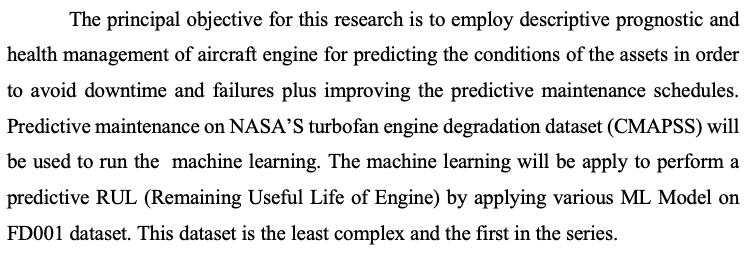 The principal objective for this research is to employ descriptive prognostic and
health management of aircraft engine for predicting the conditions of the assets in order
to avoid downtime and failures plus improving the predictive maintenance schedules.
Predictive maintenance on NASA’S turbofan engine degradation dataset (CMAPSS) will
be used to run the  machine learning. The machine learning will be apply to perform a
predictive RUL (Remaining Useful Life of Engine) by applying various ML Model on
FD001 dataset. This dataset is the least complex and the first in the series.